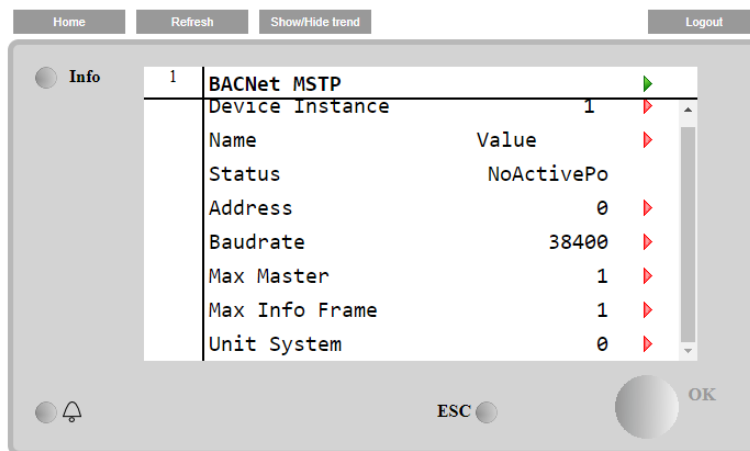 Home Refresh Show/Hide trend Logout
Info
1 BACNet MSTP
Device Instance 1
Name Value
Status NoActivePo
Address 0
Baudrate 38400
Max Master 1
Max Info Frame 1
Unit System 0
ESC OK